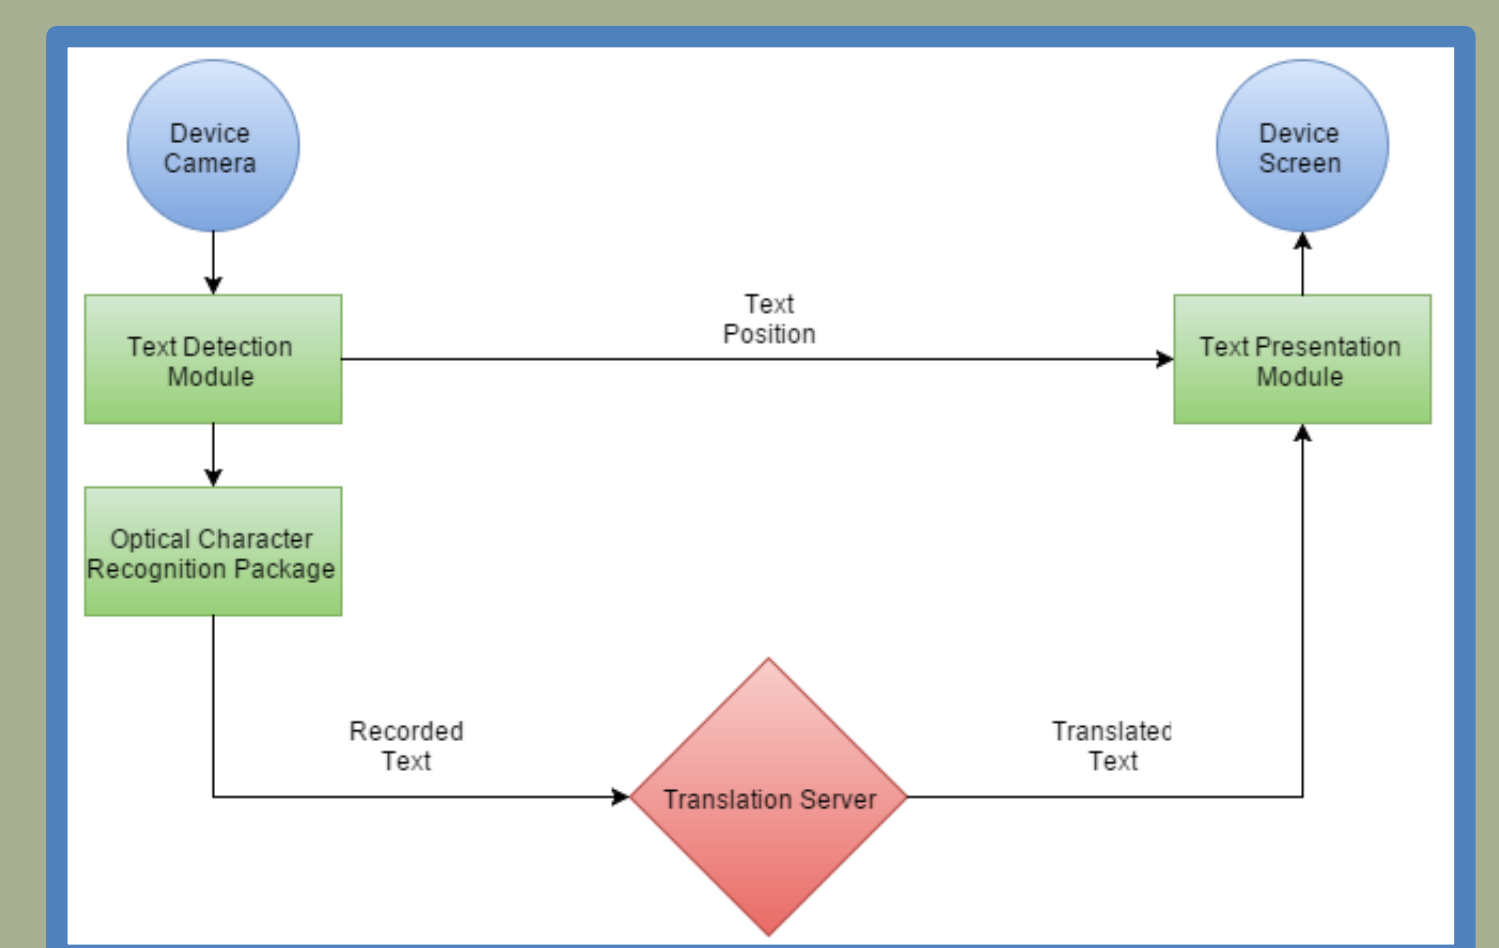 Device
Camera
Device
Screen
Text
Position
Text Detection
Module
Text Presentation
Module
Optical Character
Recognition Package
Recorded
Text
Translated
Text
Translation Server